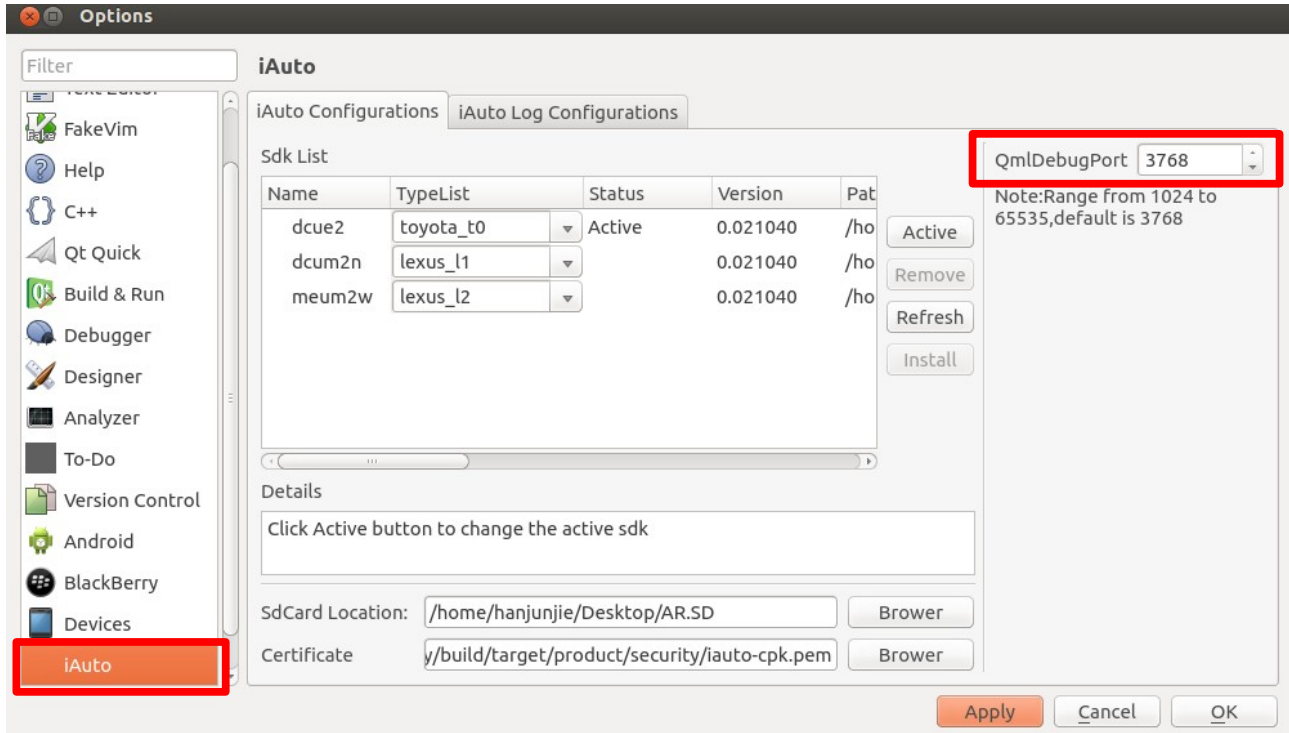 Options
Filter
iAuto
Text Editor
FakeVim
Help
C++
Qt Quick
Build & Run
Debugger
Designer
Analyzer
To-Do
Version Control
Android
BlackBerry
Devices
iAuto
iAuto Configurations
iAuto Log Configurations
Sdk List
Name TypeList Status Version Pat
dcue2 toyota_t0 Active 0.021040 /ho
dcum2n lexus_l1 0.021040 /ho
meum2w lexus_l2 0.021040 /ho
Active
Remove
Refresh
Install
QmlDebugPort 3768
Note:Range from 1024 to
65535,default is 3768
Details
Click Active button to change the active sdk
SdCard Location: /home/hanjunjie/Desktop/AR.SD Brower
Certificate y/build/target/product/security/iauto-cpk.pem Brower
Apply Cancel OK